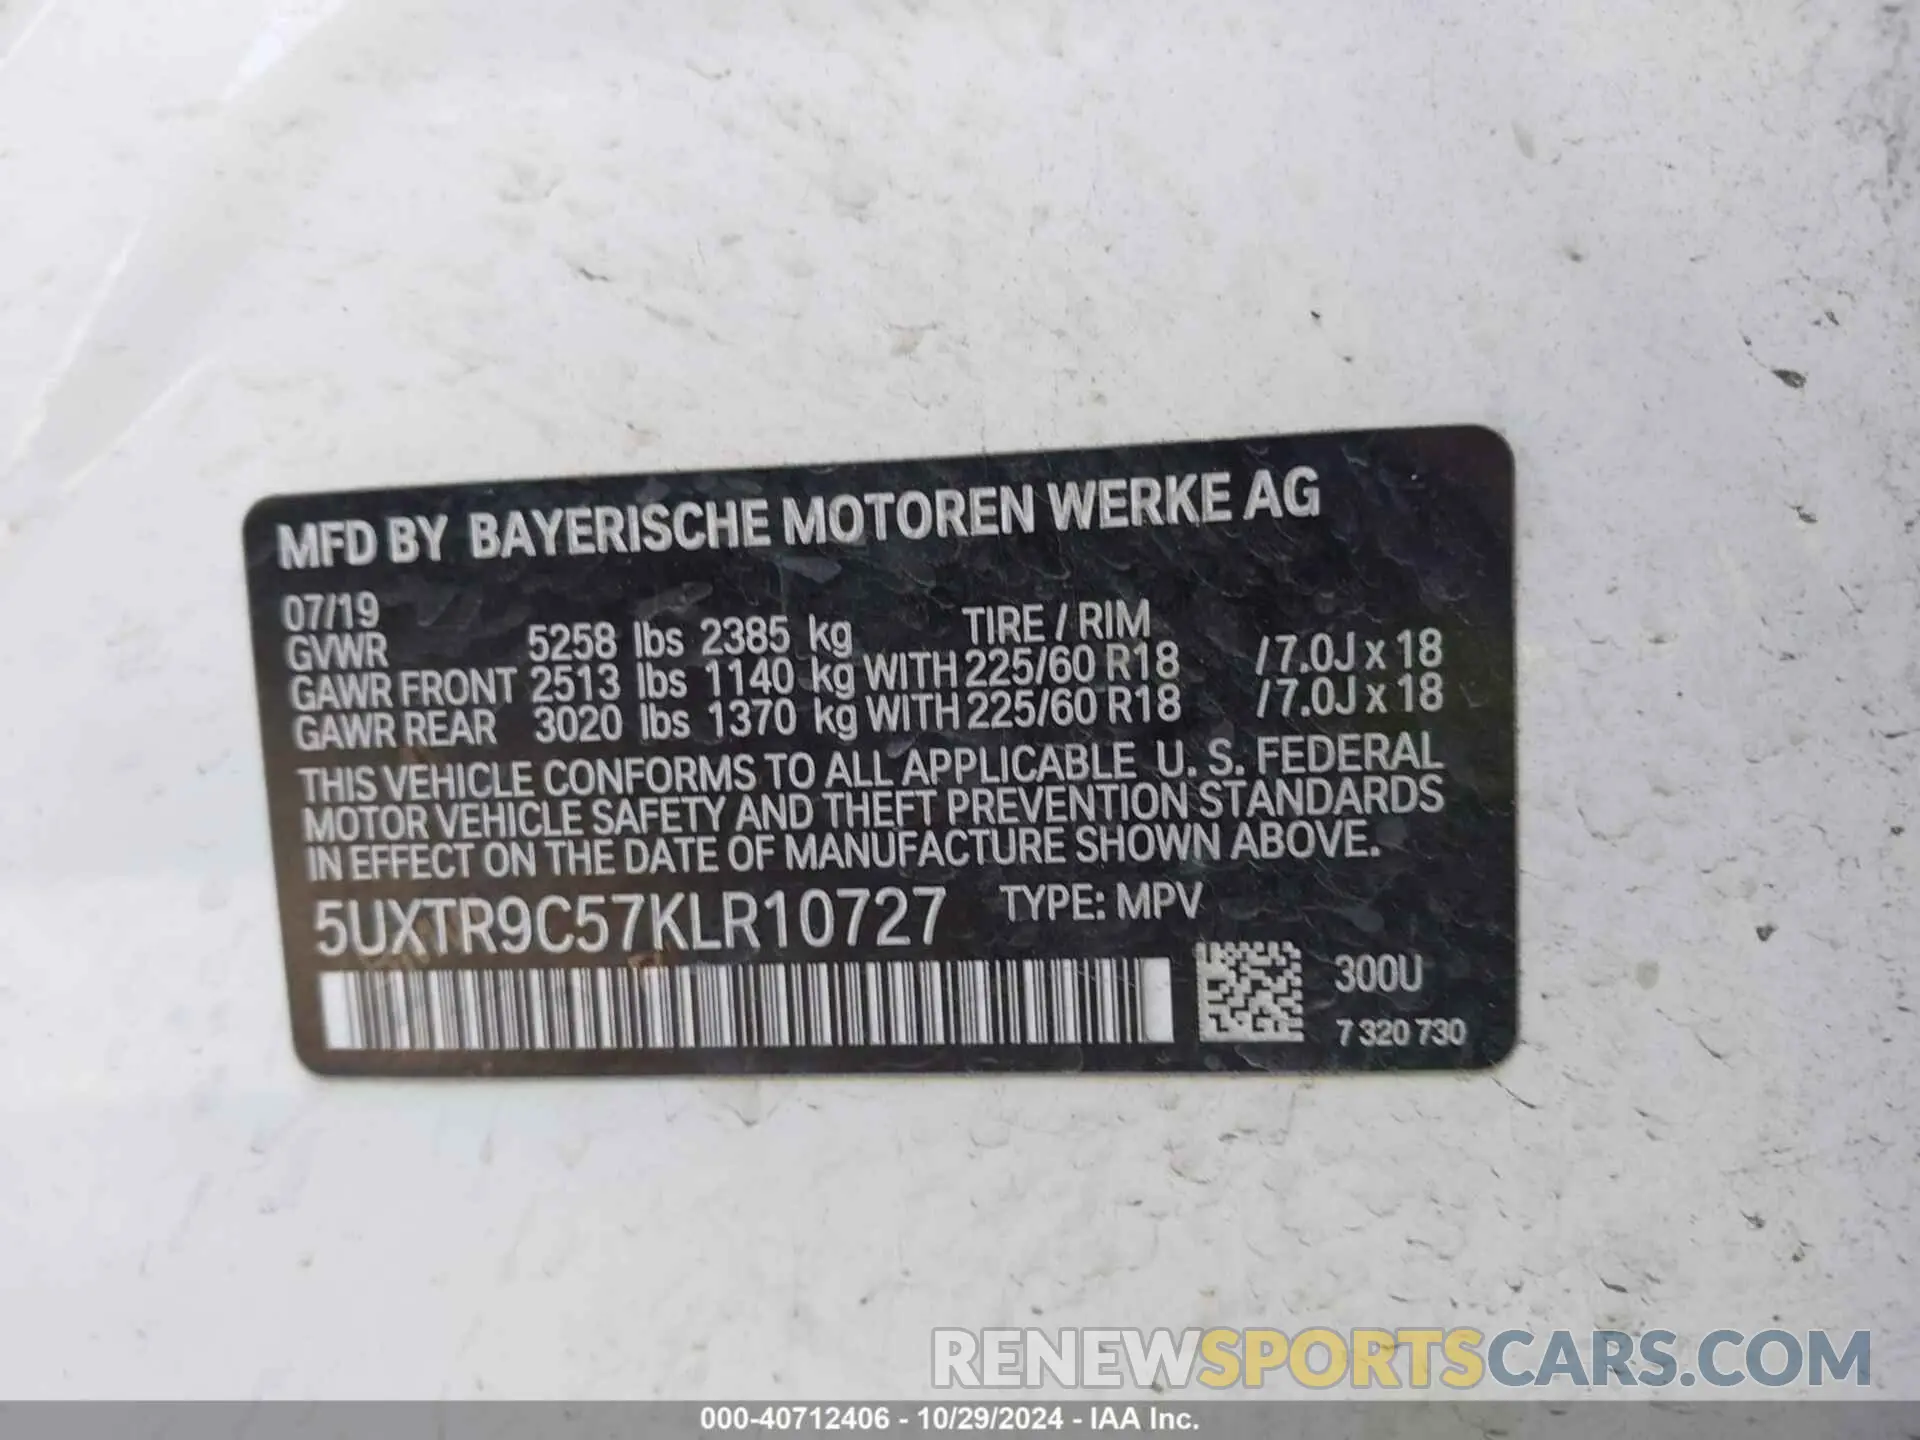 MFD BY BAYERISCHE MOTOREN WERKE AG
07/19 TIRE / RIM
GVWR 5258 lbs 2385 kg
GAWR FRONT 2513 lbs 1140 kg WITH 225/60 R18 / 7.0J x 18
GAWR REAR 3020 lbs 1370 kg WITH 225/60 R18 / 7.0J x 18
THIS VEHICLE CONFORMS TO ALL APPLICABLE U. S. FEDERAL
MOTOR VEHICLE SAFETY AND THEFT PREVENTION STANDARDS
IN EFFECT ON THE DATE OF MANUFACTURE SHOWN ABOVE.
5UXTR9C57KLR10727 TYPE: MPV
300U
7 320 730
RENEWSPORTSCARS.COM
000-40712406 - 10/29/2024 - IAA Inc.